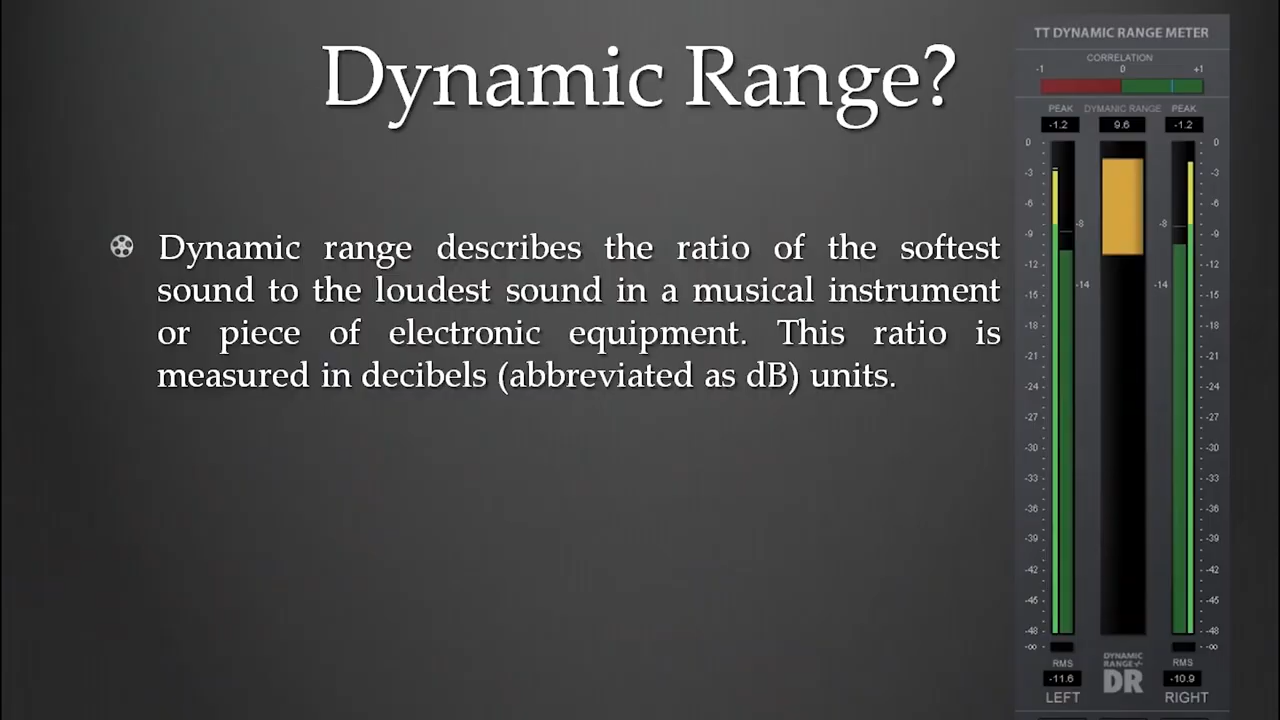 Dynamic Range?
Dynamic range describes the ratio of the softest
sound to the loudest sound in a musical instrument
or piece of electronic equipment. This ratio is
measured in decibels (abbreviated as dB) units.
TT DYNAMIC RANGE METER
CORRELATION
-1 0 +1
PEAK DYMANIC RANGE PEAK
-1.2 9.6 -1.2
0 0
-3 -3
-6 -6
-8 -8
-9 -9
-12 -12
-14 -14
-15 -15
-18 -18
-21 -21
-24 -24
-27 -27
-30 -30
-33 -33
-36 -36
-39 -39
-42 -42
-45 -45
-48 -48
-∞ -∞
DYNAMIC
RANGE
RMS DR RMS
-11.6 -10.9
LEFT RIGHT